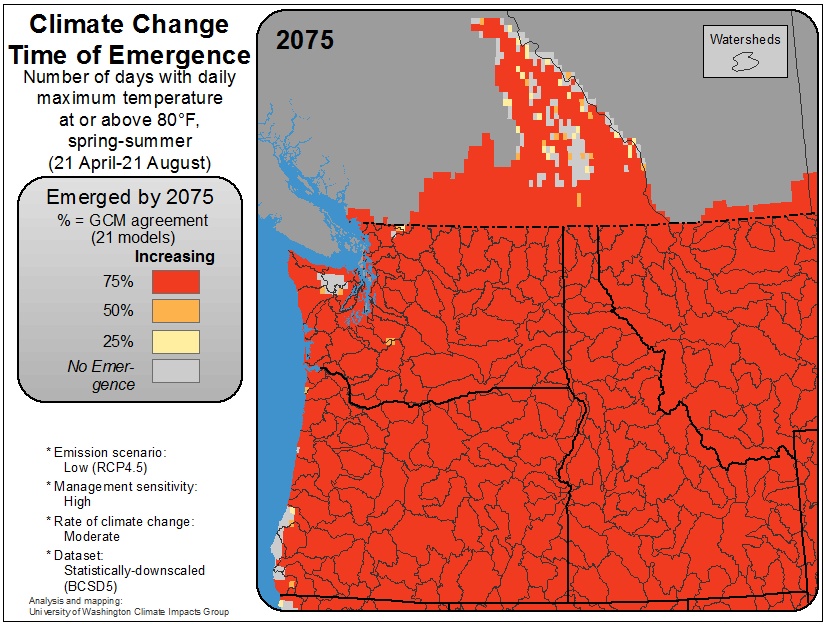 Climate Change
Time of Emergence
Number of days with daily
maximum temperature
at or above 80°F,
spring-summer
(21 April-21 August)
Emerged by 2075
% = GCM agreement
(21 models)
Increasing
75%
50%
25%
No Emer-
gence
* Emission scenario:
Low (RCP4.5)
* Management sensitivity:
High
* Rate of climate change:
Moderate
* Dataset:
Statistically-downscaled
(BCSD5)
Analysis and mapping:
University of Washington Climate Impacts Group
2075
Watersheds